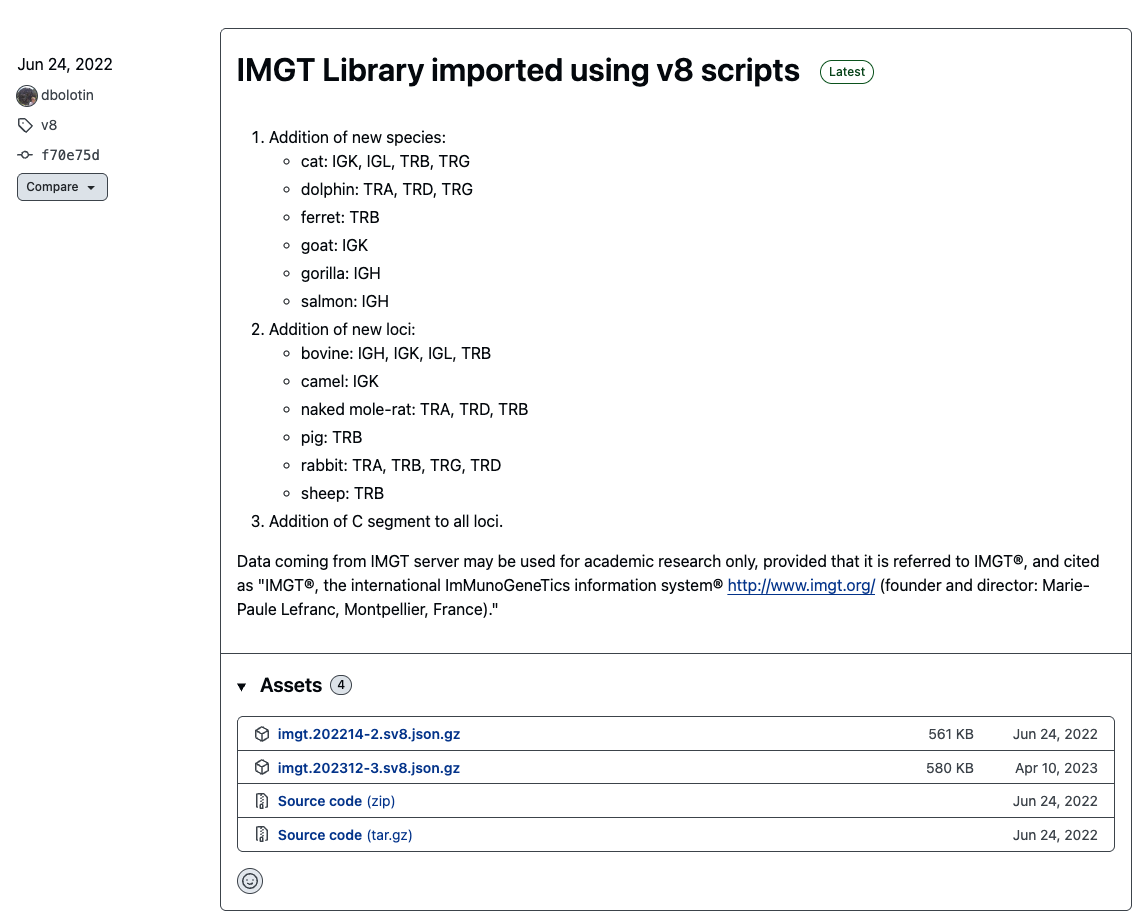 Jun 24, 2022
dbolotin
v8
f70e75d
Compare
IMGT Library imported using v8 scripts Latest
1. Addition of new species:
◦ cat: IGK, IGL, TRB, TRG
◦ dolphin: TRA, TRD, TRG
◦ ferret: TRB
◦ goat: IGK
◦ gorilla: IGH
◦ salmon: IGH
2. Addition of new loci:
◦ bovine: IGH, IGK, IGL, TRB
◦ camel: IGK
◦ naked mole-rat: TRA, TRD, TRB
◦ pig: TRB
◦ rabbit: TRA, TRB, TRG, TRD
◦ sheep: TRB
3. Addition of C segment to all loci.
Data coming from IMGT server may be used for academic research only, provided that it is referred to IMGT®, and cited
as "IMGT®, the international ImMunoGeneTics information system® http://www.imgt.org/ (founder and director: Marie-
Paule Lefranc, Montpellier, France)."
Assets 4
imgt.202214-2.sv8.json.gz 561 KB Jun 24, 2022
imgt.202312-3.sv8.json.gz 580 KB Apr 10, 2023
Source code (zip) Jun 24, 2022
Source code (tar.gz) Jun 24, 2022